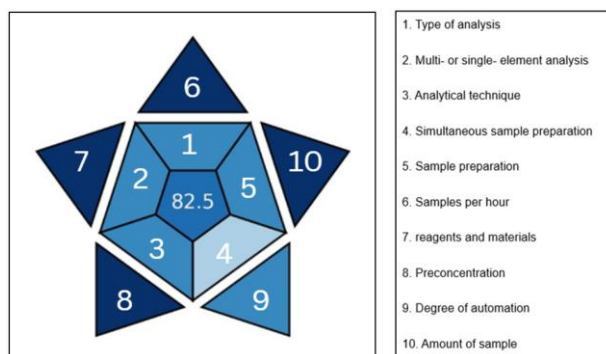 6
7
1
10
2
82.5
5
3
4
8
9
1. Type of analysis
2. Multi- or single- element analysis
3. Analytical technique
4. Simultaneous sample preparation
5. Sample preparation
6. Samples per hour
7. reagents and materials
8. Preconcentration
9. Degree of automation
10. Amount of sample